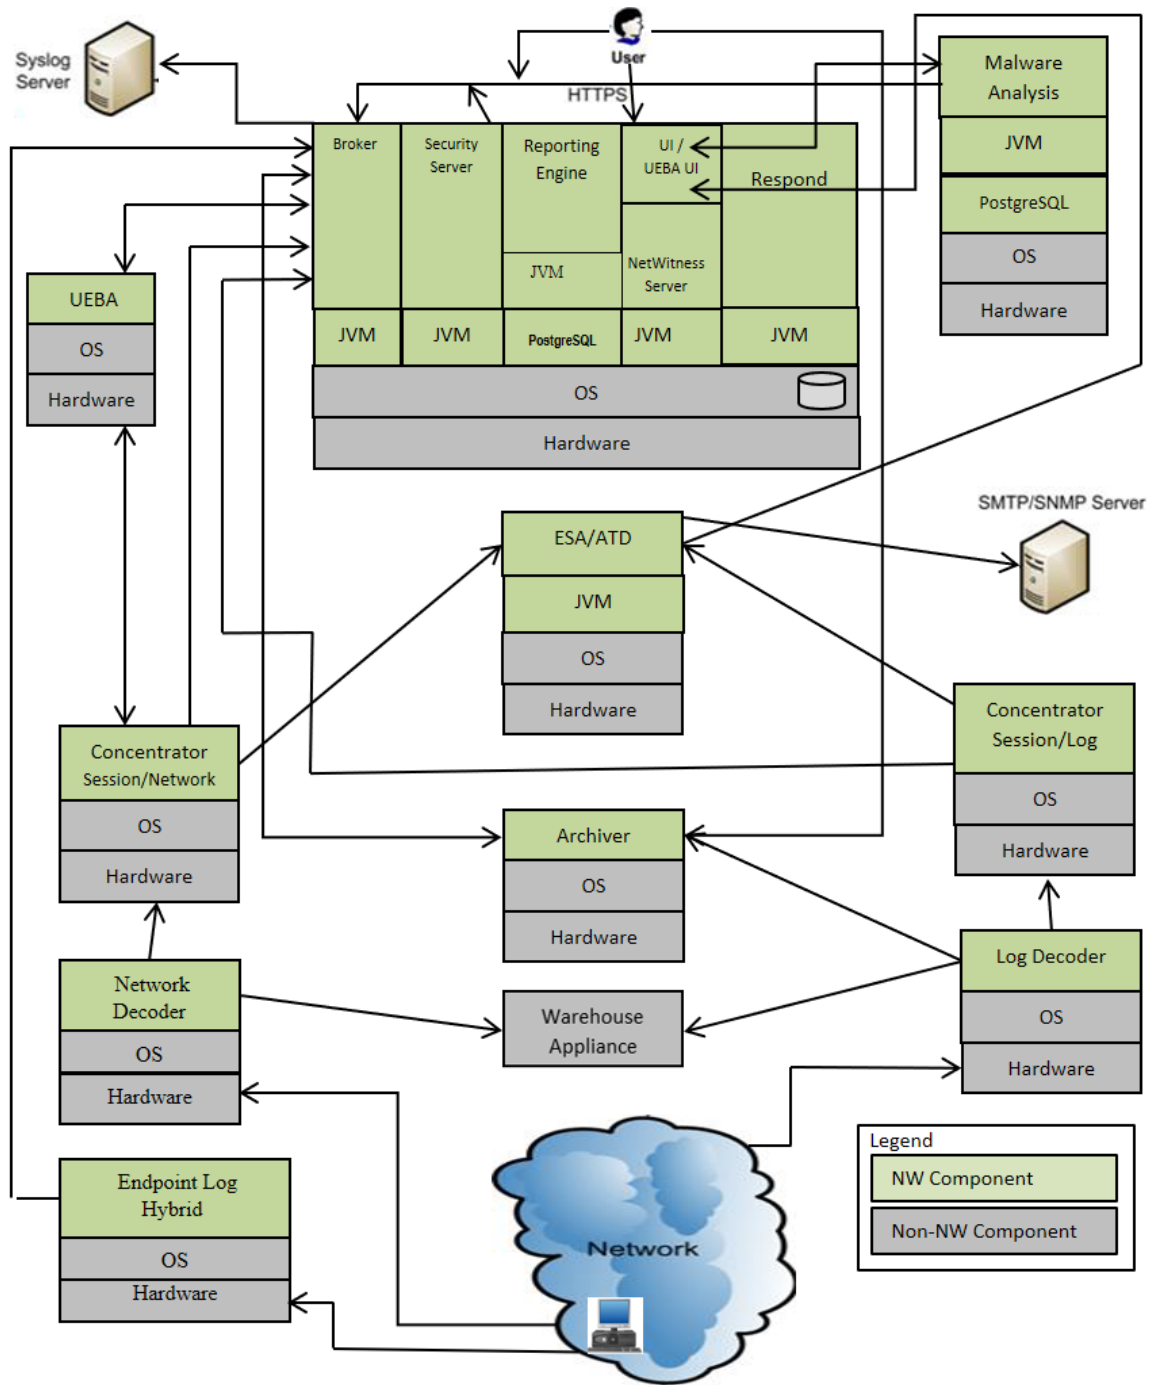 User
Syslog
Server
HTTPS
Malware
Analysis
JVM
PostgreSQL
OS
Hardware
Broker
Security
Server
Reporting
Engine
JVM
UI /
UEBA UI
NetWitness
Server
Respond
JVM
JVM
PostgreSQL
JVM
JVM
OS
Hardware
UEBA
OS
Hardware
SMTP/SNMP Server
ESA/ATD
JVM
OS
Hardware
Concentrator
Session/Network
OS
Hardware
Concentrator
Session/Log
OS
Hardware
Archiver
OS
Hardware
Network
Decoder
OS
Hardware
Warehouse
Appliance
Log Decoder
OS
Hardware
Endpoint Log
Hybrid
OS
Hardware
Network
Legend
NW Component
Non-NW Component